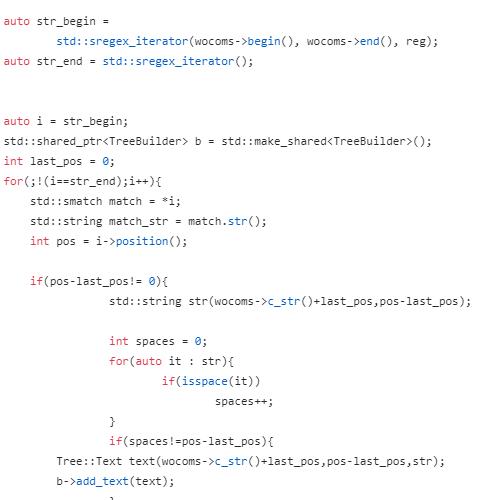 auto str_begin =
        std::sregex_iterator(wocoms->begin(), wocoms->end(), reg);
auto str_end = std::sregex_iterator();
auto i = str_begin;
std::shared_ptr<TreeBuilder> b = std::make_shared<TreeBuilder>();
int last_pos = 0;
for(;!(i==str_end);i++){
    std::smatch match = *i;
    std::string match_str = match.str();
    int pos = i->position();
    if(pos-last_pos!= 0){
                std::string str(wocoms->c_str()+last_pos,pos-last_pos);
                int spaces = 0;
                for(auto it : str){
                        if(isspace(it))
                                spaces++;
                }
                if(spaces!=pos-last_pos){
        Tree::Text text(wocoms->c_str()+last_pos,pos-last_pos,str);
        b->add_text(text);